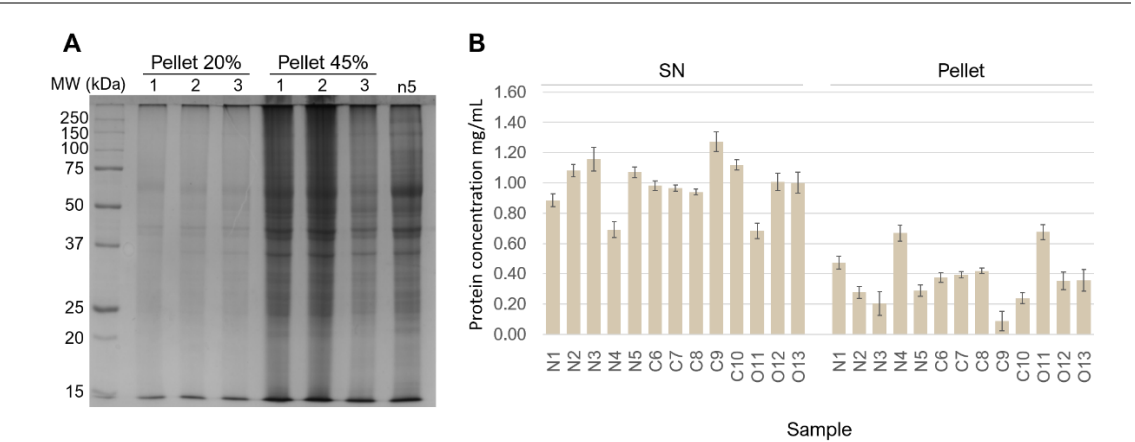 A
Pellet 20% Pellet 45%
MW (kDa) 1 2 3 1 2 3 n5
250
150
100
75
50
37
25
20
15
B
SN Pellet
Protein concentration mg/mL
1.60
1.40
1.20
1.00
0.80
0.60
0.40
0.20
0.00
N1 N2 N3 N4 N5 C6 C7 C8 C9 C10 O11 O12 O13 N1 N2 N3 N4 N5 C6 C7 C8 C9 C10 O11 O12 O13
Sample